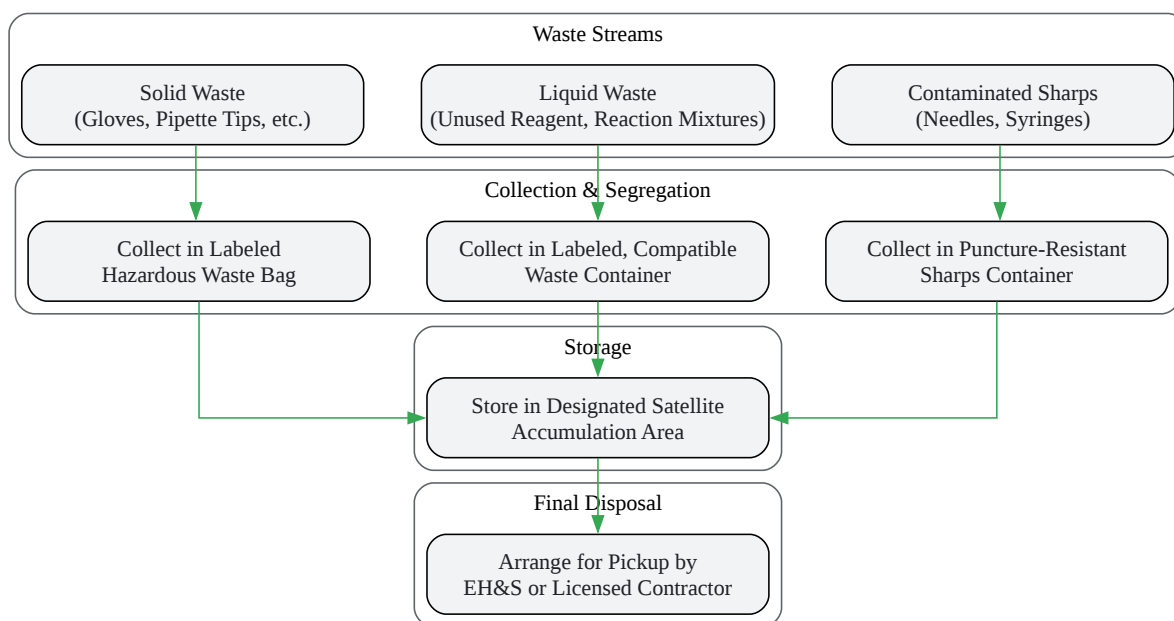 Waste Streams
Solid Waste
(Gloves, Pipette Tips, etc.)
Liquid Waste
(Unused Reagent, Reaction Mixtures)
Contaminated Sharps
(Needles, Syringes)
Collection & Segregation
Collect in Labeled
Hazardous Waste Bag
Collect in Labeled, Compatible
Waste Container
Collect in Puncture-Resistant
Sharps Container
Storage
Store in Designated Satellite
Accumulation Area
Final Disposal
Arrange for Pickup by
EH&S or Licensed Contractor